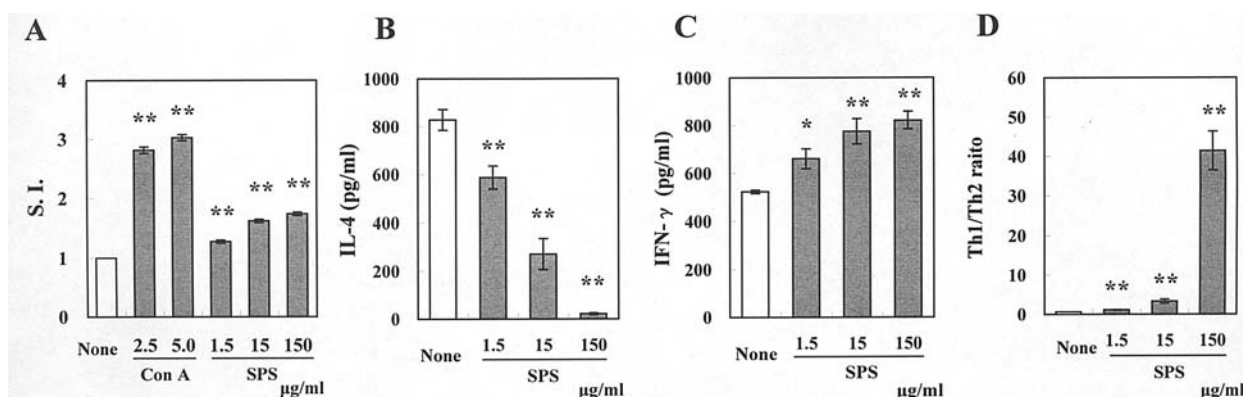 A
S. I.
4
3
2
1
0
** ** ** ** **
None 2.5 5.0 1.5 15 150
Con A SPS
μg/ml
B
IL-4 (pg/ml)
1000
800
600
400
200
0
** ** **
None 1.5 15 150
SPS
μg/ml
C
IFN-γ (pg/ml)
1000
800
600
400
200
0
* ** **
None 1.5 15 150
SPS
μg/ml
D
Th1/Th2 raito
60
50
40
30
20
10
0
** ** **
None 1.5 15 150
SPS
μg/ml